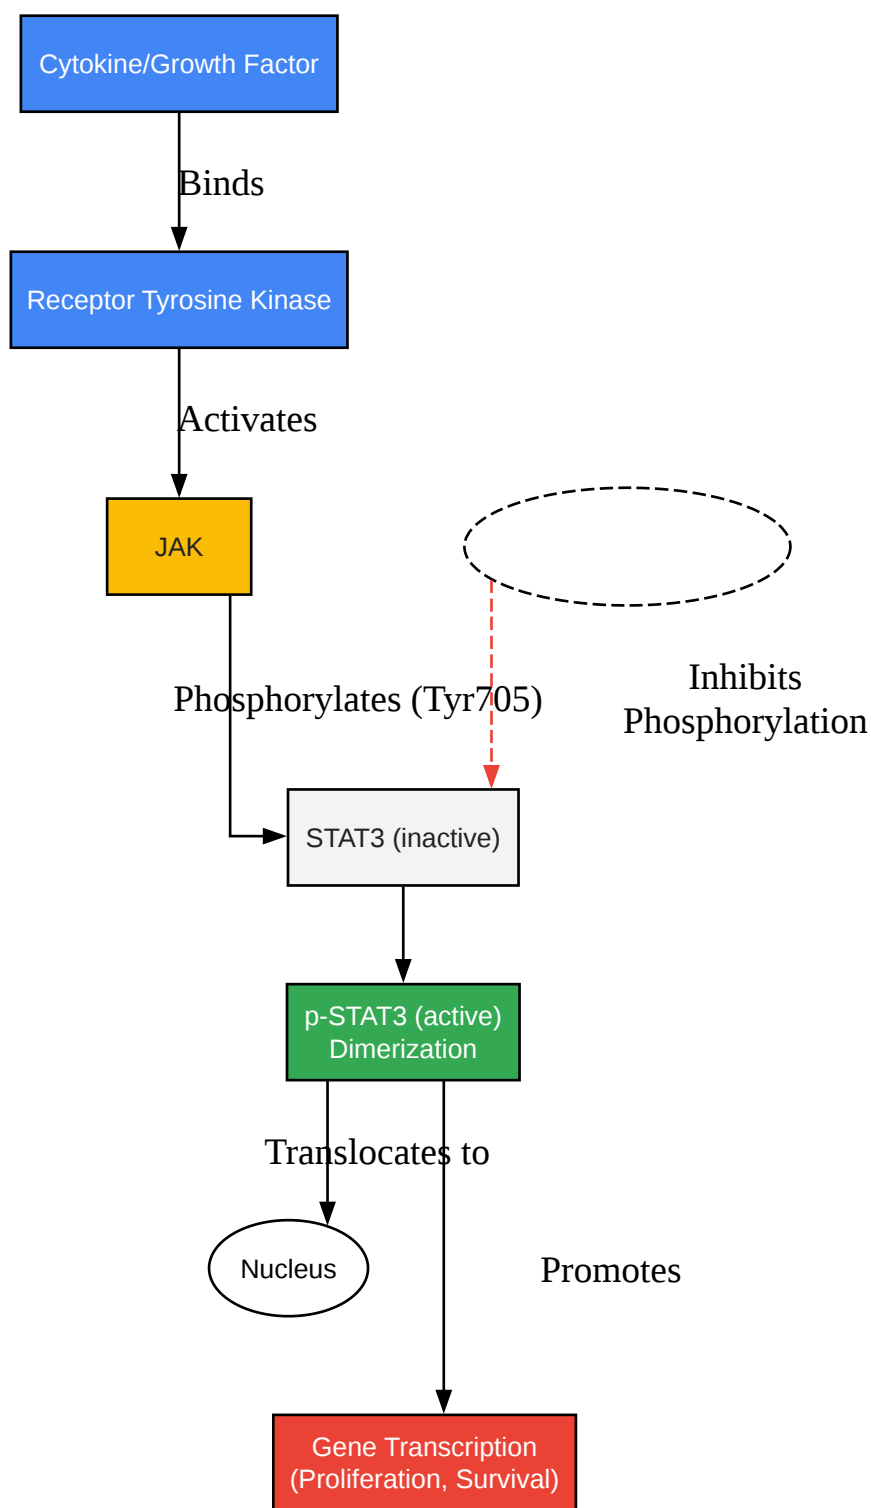 Cytokine/Growth Factor
Binds
Receptor Tyrosine Kinase
Activates
JAK
Phosphorylates (Tyr705)
Inhibits
Phosphorylation
STAT3 (inactive)
p-STAT3 (active)
Dimerization
Translocates to
Nucleus
Promotes
Gene Transcription
(Proliferation, Survival)